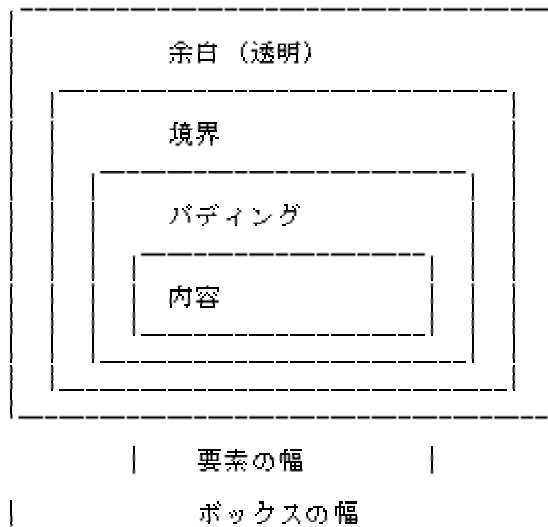 余白（透明）
境界
パディング
内容
要素の幅
ボックスの幅